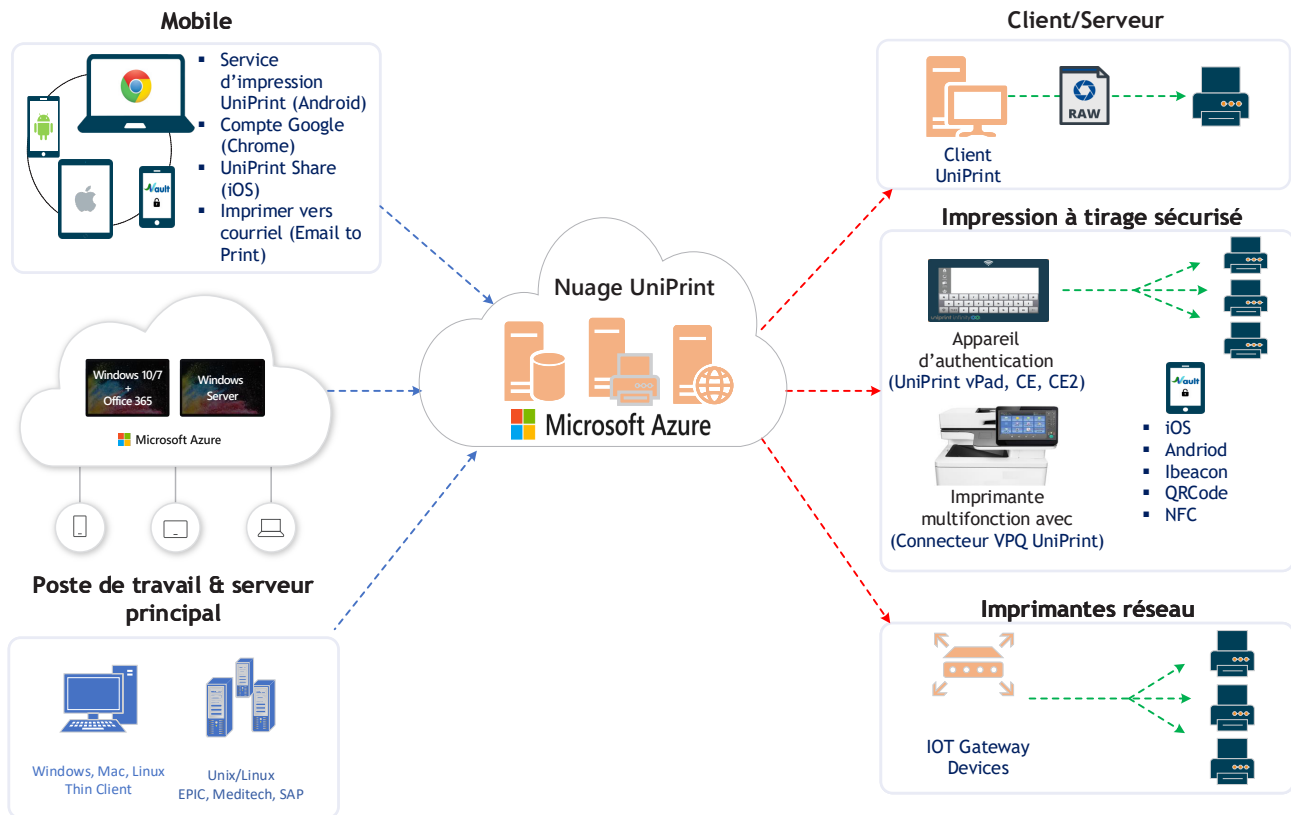 Mobile
Service
d’impression
UniPrint (Android)
Compte Google
(Chrome)
UniPrint Share
(iOS)
Imprimer vers
courriel (Email to
Print)
Vault
Windows 10/7
+
Office 365
Windows
Server
Microsoft Azure
Poste de travail & serveur
principal
Windows, Mac, Linux
Thin Client
Unix/Linux
EPIC, Meditech, SAP
Nuage UniPrint
Microsoft Azure
Client/Serveur
RAW
Client
UniPrint
Impression à tirage sécurisé
Appareil
d’authentication
(UniPrint vPad, CE, CE2)
Imprimante
multifonction avec
(Connecteur VPQ UniPrint)
Vault
iOS
Andriod
Ibeacon
QRCode
NFC
Imprimantes réseau
IOT Gateway
Devices